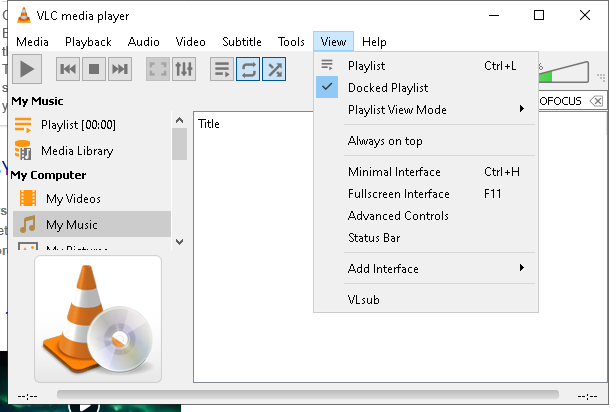 VLC media player
Media Playback Audio Video Subtitle Tools View Help
%
My Music
Playlist [00:00]
Media Library
My Computer
My Videos
My Music
My Pictures
Title
OFOCUS
Playlist Ctrl+L
Docked Playlist
Playlist View Mode
Always on top
Minimal Interface Ctrl+H
Fullscreen Interface F11
Advanced Controls
Status Bar
Add Interface
VLsub
--:-- --:--